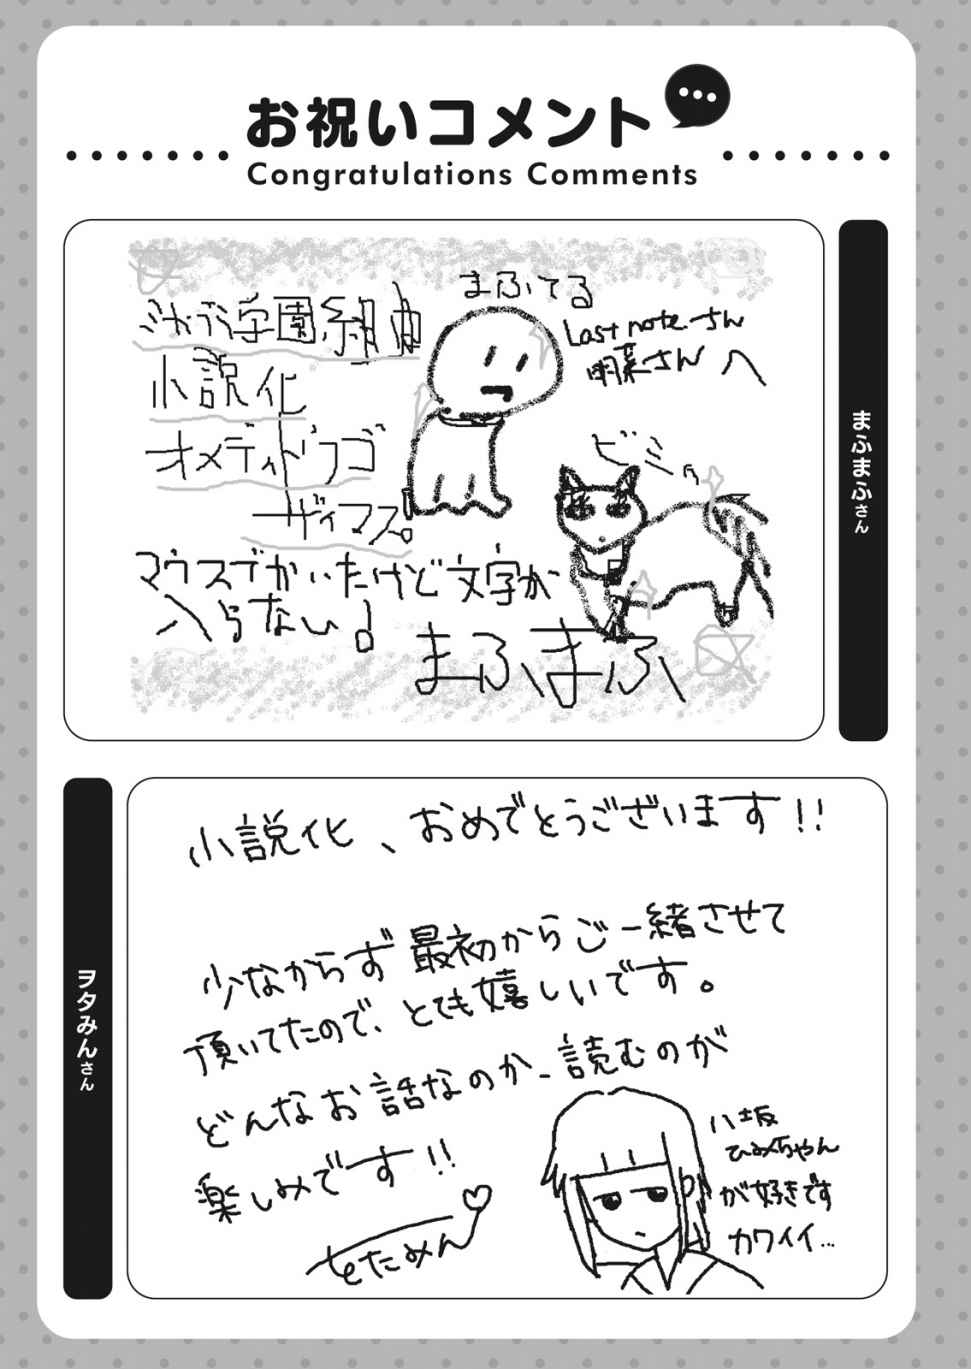 お祝いコメント
Congratulations Comments
まふまふさん
ミカグラ学園組曲
小説化
オメデトウゴ
ザイマス。
まふてる
Last note.さん
明菜さん へ
ビミィ
マウスでかいたけど文字が
入らない!
まふまふ
ヲタみんさん
小説化、おめでとうございます!!
少なからず最初からご一緒させて
頂いてたので、とても嬉しいです。
どんなお話なのか、読むのが
楽しみです!!
をたみん♡
八坂
ひみちゃん
が好きです
カワイイ…